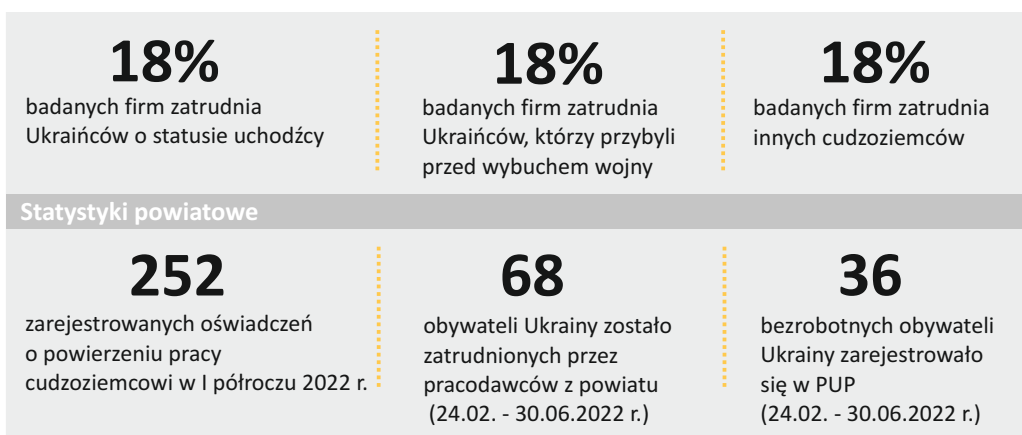 18%
badanych firm zatrudnia
Ukraińców o statusie uchodźcy
18%
badanych firm zatrudnia
Ukraińców, którzy przybyli
przed wybuchem wojny
18%
badanych firm zatrudnia
innych cudzoziemców
Statystyki powiatowe
252
zarejestrowanych oświadczeń
o powierzeniu pracy
cudzoziemcowi w I półroczu 2022 r.
68
obywateli Ukrainy zostało
zatrudnionych przez
pracodawców z powiatu
(24.02. - 30.06.2022 r.)
36
bezrobotnych obywateli
Ukrainy zarejestrowało
się w PUP
(24.02. - 30.06.2022 r.)